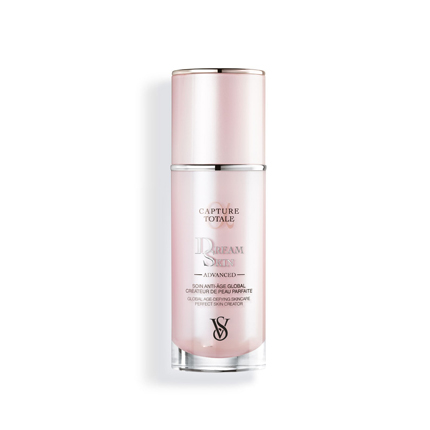 CAPTURE
TOTALE
DREAM
SKIN
ADVANCED
SOIN ANTI-ÂGE GLOBAL
CRÉATEUR DE PEAU PARFAITE
GLOBAL AGE-DEFYING SKINCARE
PERFECT SKIN CREATOR
VS